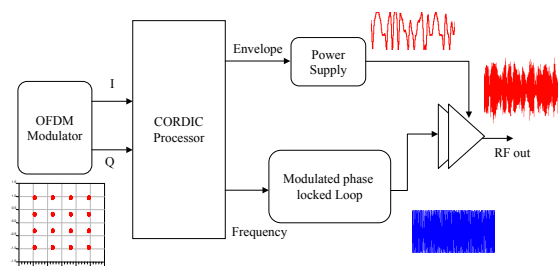 Envelope
Power
Supply
I
OFDM
Modulator
CORDIC
Processor
Q
RF out
Modulated phase
locked Loop
Frequency